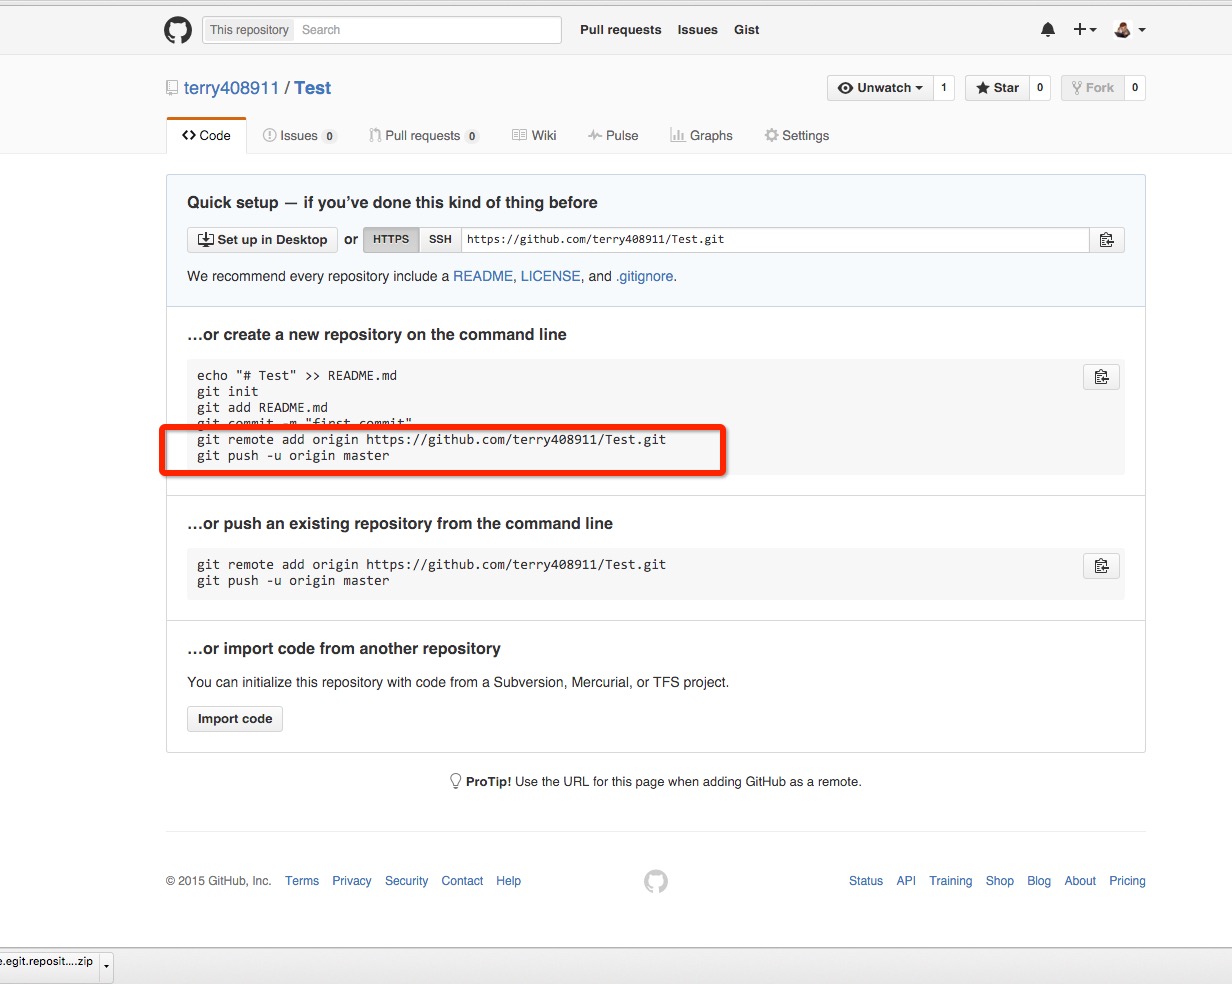 This repository Search Pull requests Issues Gist
terry408911 / Test Unwatch 1 Star 0 Fork 0
Code Issues 0 Pull requests 0 Wiki Pulse Graphs Settings
Quick setup — if you’ve done this kind of thing before
Set up in Desktop or HTTPS SSH https://github.com/terry408911/Test.git
We recommend every repository include a README, LICENSE, and .gitignore.
…or create a new repository on the command line
echo "# Test" >> README.md
git init
git add README.md
git commit -m "first commit"
git remote add origin https://github.com/terry408911/Test.git
git push -u origin master
…or push an existing repository from the command line
git remote add origin https://github.com/terry408911/Test.git
git push -u origin master
…or import code from another repository
You can initialize this repository with code from a Subversion, Mercurial, or TFS project.
Import code
ProTip! Use the URL for this page when adding GitHub as a remote.
© 2015 GitHub, Inc. Terms Privacy Security Contact Help Status API Training Shop Blog About Pricing
e.egit.reposit....zip